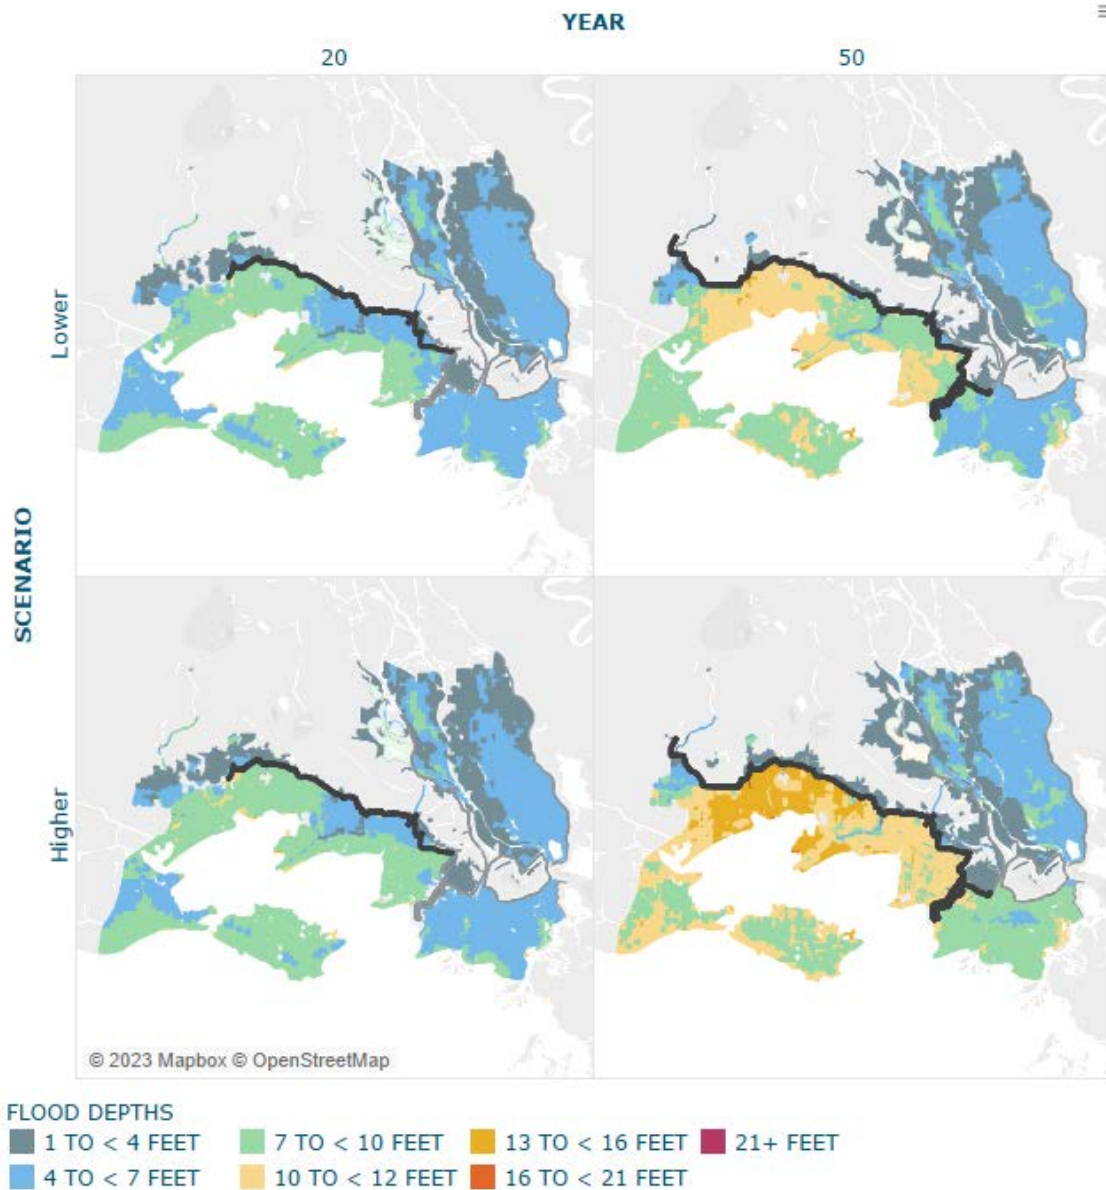 YEAR
20 50
Lower
SCENARIO
Higher
© 2023 Mapbox © OpenStreetMap
FLOOD DEPTHS
1 TO < 4 FEET 7 TO < 10 FEET 13 TO < 16 FEET 21+ FEET
4 TO < 7 FEET 10 TO < 12 FEET 16 TO < 21 FEET